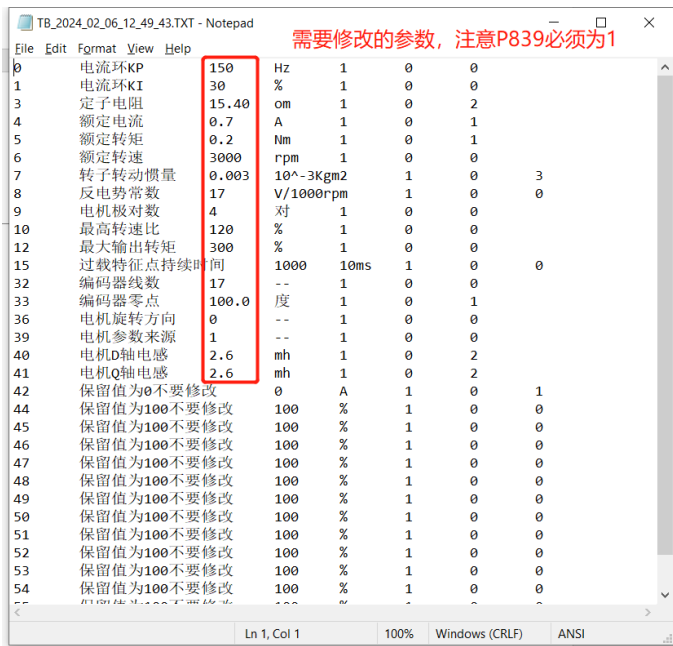 TB_2024_02_06_12_49_43.TXT - Notepad
需要修改的参数，注意P839必须为1
File Edit Format View Help
0 电流环KP 150 Hz 1 0 0
1 电流环KI 30 % 1 0 0
3 定子电阻 15.40 om 1 0 2
4 额定电流 0.7 A 1 0 1
5 额定转矩 0.2 Nm 1 0 1
6 额定转速 3000 rpm 1 0 0
7 转子转动惯量 0.003 10^-3Kgm2 1 0 3
8 反电势常数 17 V/1000rpm 1 0 0
9 电机极对数 4 对 1 0 0
10 最高转速比 120 % 1 0 0
12 最大输出转矩 300 % 1 0 0
15 过载特征点持续时间 1000 10ms 1 0 0
32 编码器线数 17 -- 1 0 0
33 编码器零点 100.0 度 1 0 1
36 电机旋转方向 0 -- 1 0 0
39 电机参数来源 1 -- 1 0 0
40 电机D轴电感 2.6 mh 1 0 2
41 电机Q轴电感 2.6 mh 1 0 2
42 保留值为0不要修改 0 A 1 0 1
44 保留值为100不要修改 100 % 1 0 0
45 保留值为100不要修改 100 % 1 0 0
46 保留值为100不要修改 100 % 1 0 0
47 保留值为100不要修改 100 % 1 0 0
48 保留值为100不要修改 100 % 1 0 0
49 保留值为100不要修改 100 % 1 0 0
50 保留值为100不要修改 100 % 1 0 0
51 保留值为100不要修改 100 % 1 0 0
52 保留值为100不要修改 100 % 1 0 0
53 保留值为100不要修改 100 % 1 0 0
54 保留值为100不要修改 100 % 1 0 0
Ln 1, Col 1 100% Windows (CRLF) ANSI